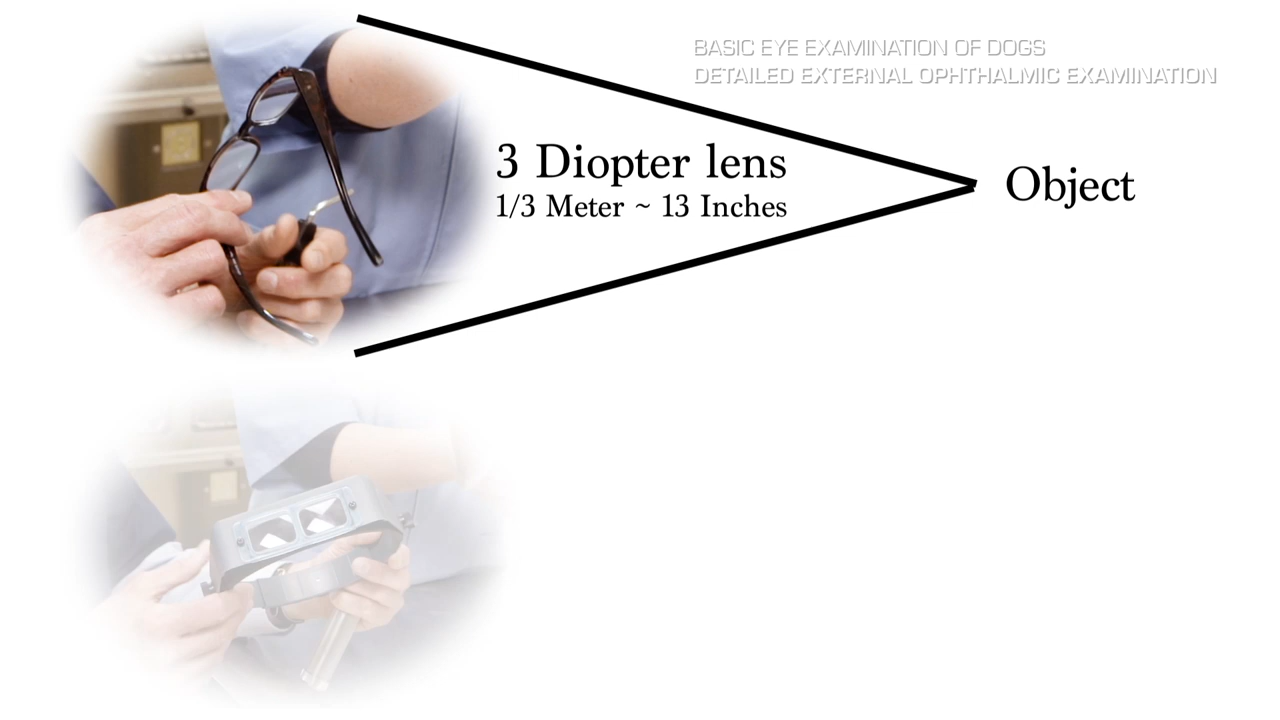 BASIC EYE EXAMINATION OF DOGS
DETAILED EXTERNAL OPHTHALMIC EXAMINATION
3 Diopter lens
1/3 Meter ~ 13 Inches
Object